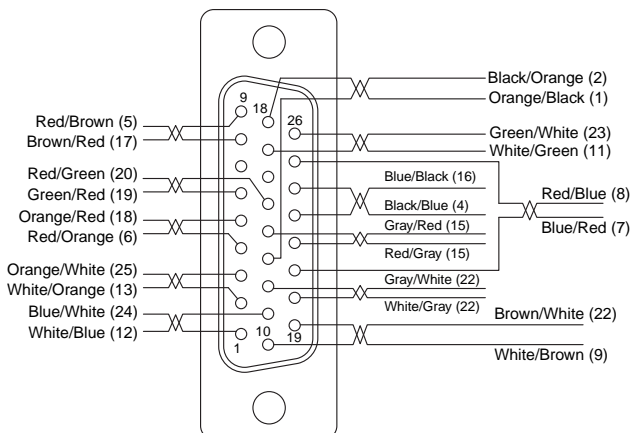 Black/Orange (2)
Orange/Black (1)
9
18
26
Red/Brown (5)
Brown/Red (17)
Green/White (23)
White/Green (11)
Red/Green (20)
Green/Red (19)
Blue/Black (16)
Red/Blue (8)
Orange/Red (18)
Red/Orange (6)
Black/Blue (4)
Gray/Red (15)
Blue/Red (7)
Red/Gray (15)
Orange/White (25)
White/Orange (13)
Gray/White (22)
White/Gray (22)
Blue/White (24)
White/Blue (12)
Brown/White (22)
1
10
19
White/Brown (9)